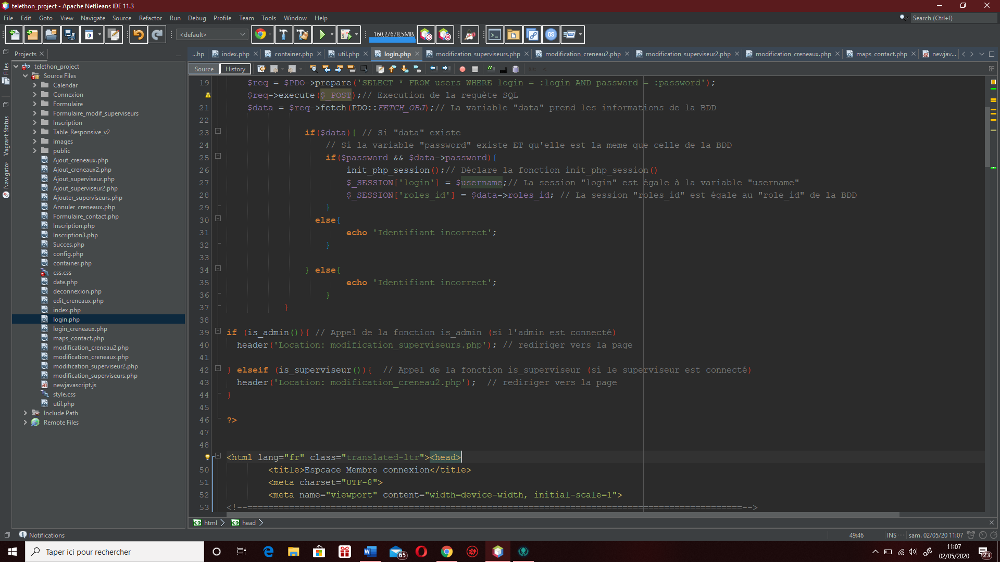 telethon_project - Apache NetBeans IDE 11.3
File Edit Goto View Navigate Source Refactor Run Debug Profile Team Tools Window Help
Search (Ctrl+I)
<default>
160,2/678,5MB
Projects
...hp index.php container.php util.php login.php modification_superviseurs.php modification_creneau2.php modification_superviseur2.php modification_creneaux.php maps_contact.php newjav...
Source History
Files
Vagrant Status
Navigator
telethon_project
Source Files
Calendar
Connexion
Formulaire
Formulaire_modif_superviseurs
Inscription
Table_Responsive_v2
images
public
Ajout_creneaux.php
Ajout_creneaux2.php
Ajout_superviseur.php
Ajout_superviseur2.php
Ajouter_superviseurs.php
Annuler_creneaux.php
Formulaire_contact.php
Inscription.php
Inscription3.php
Succes.php
config.php
container.php
css.css
date.php
deconnexion.php
edit_creneaux.php
index.php
login.php
login_creneaux.php
maps_contact.php
modification_creneau2.php
modification_creneaux.php
modification_superviseur2.php
modification_superviseurs.php
newjavascript.js
style.css
util.php
Include Path
Remote Files
19 $req = $PDO->prepare('SELECT * FROM users WHERE login = :login AND password = :password');
$req->execute($_POST);// Execution de la requète SQL
21 $data = $req->fetch(PDO::FETCH_OBJ);// La variable "data" prend les informations de la BDD
22
23 if($data){ // Si "data" existe
24 // Si la variable "password" existe ET qu'elle est la meme que celle de la BDD
25 if($password && $data->password){
26 init_php_session();// Déclare la fonction init_php_session()
27 $_SESSION['login'] = $username;// La session "login" est égale à la variable "username"
28 $_SESSION['roles_id'] = $data->roles_id; // La session "roles_id" est égale au "role_id" de la BDD
29 }
30 else{
31 echo 'Identifiant incorrect';
32 }
33
34 } else{
35 echo 'Identifiant incorrect';
36 }
37 }
38
39 if (is_admin()){ // Appel de la fonction is_admin (si l'admin est connecté)
40 header('Location: modification_superviseurs.php'); // rediriger vers la page
41
42 } elseif (is_superviseur()){ // Appel de la fonction is_superviseur (si le superviseur est connecté)
43 header('Location: modification_creneau2.php'); // rediriger vers la page
44 }
45
46 ?>
47
48
<html lang="fr" class="translated-ltr"><head>
50 <title>Espcace Membre connexion</title>
51 <meta charset="UTF-8">
52 <meta name="viewport" content="width=device-width, initial-scale=1">
53 <!--===============================================================================================-->
html head
Notifications
49:46 INS sam. 02/05/20 11:07
Taper ici pour rechercher
65
11:07
02/05/2020
23